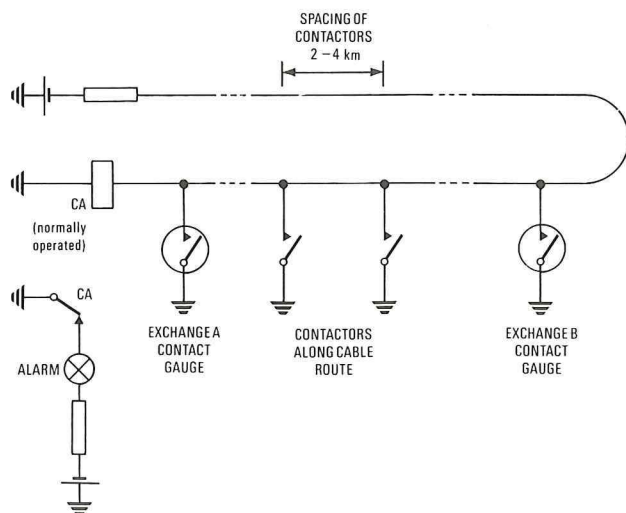 SPACING OF
CONTACTORS
2–4 km
CA
(normally
operated)
CA
ALARM
EXCHANGE A
CONTACT
GAUGE
CONTACTORS
ALONG CABLE
ROUTE
EXCHANGE B
CONTACT
GAUGE